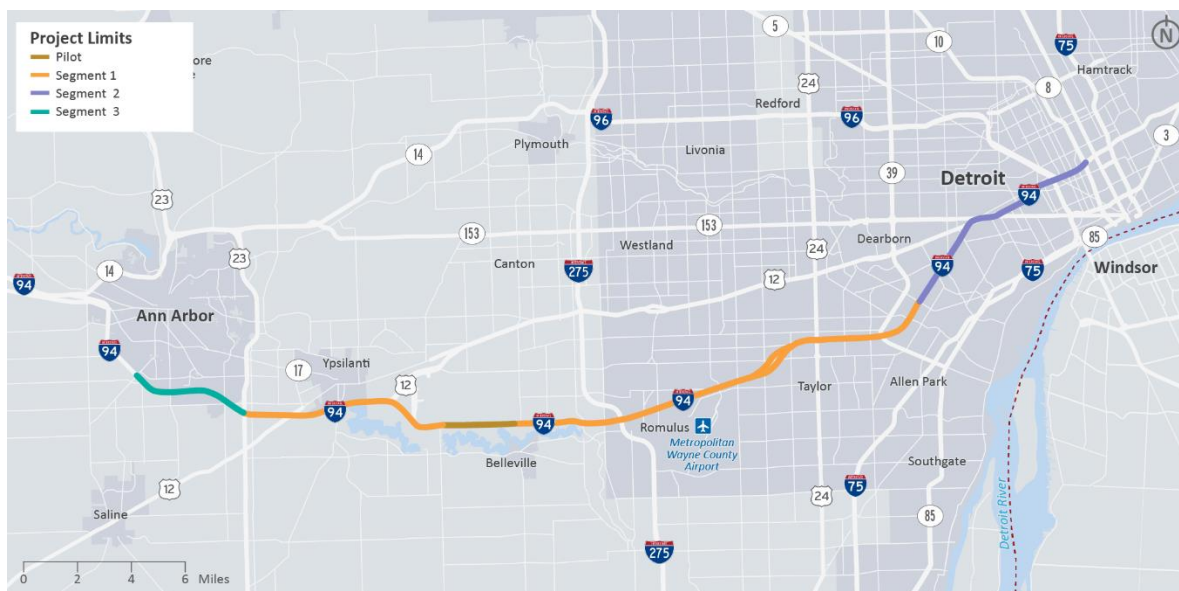 Project Limits
Pilot
Segment 1
Segment 2
Segment 3
ore
5
10
75
N
Hamtrack
24
8
Redford
96
96
3
Plymouth
Livonia
14
39
Detroit
94
23
153
153
85
Westland
Dearborn
24
23
Canton
275
12
94
75
Windsor
14
94
Ann Arbor
94
17
Ypsilanti
12
Taylor
Allen Park
94
94
94
Romulus
Metropolitan
Wayne County
Airport
Belleville
Southgate
75
12
24
Saline
85
Detroit River
275
0 2 4 6 Miles